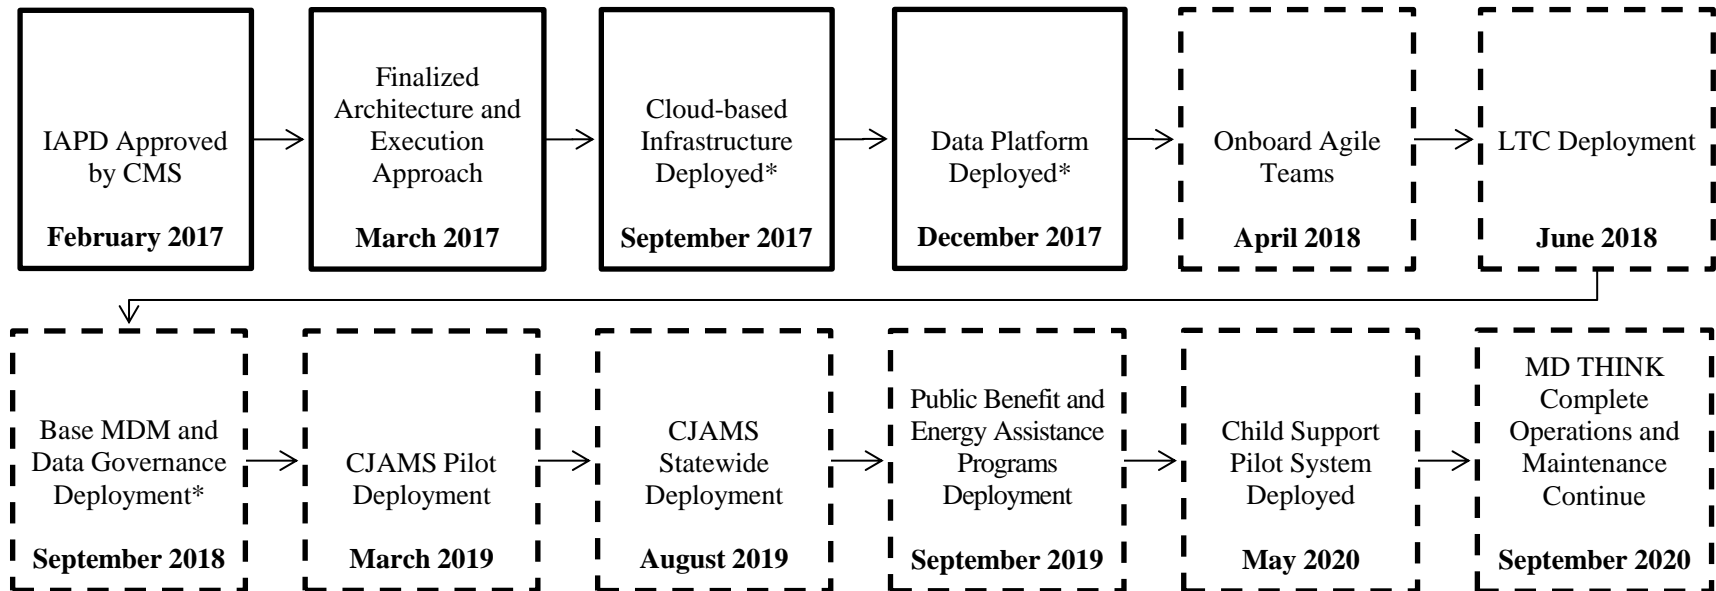 IAPD Approved
by CMS
February 2017
Finalized
Architecture and
Execution
Approach
March 2017
Cloud-based
Infrastructure
Deployed*
September 2017
Data Platform
Deployed*
December 2017
Onboard Agile
Teams
April 2018
LTC Deployment
June 2018
Base MDM and
Data Governance
Deployment*
September 2018
CJAMS Pilot
Deployment
March 2019
CJAMS
Statewide
Deployment
August 2019
Public Benefit and
Energy Assistance
Programs
Deployment
September 2019
Child Support
Pilot System
Deployed
May 2020
MD THINK
Complete
Operations and
Maintenance
Continue
September 2020